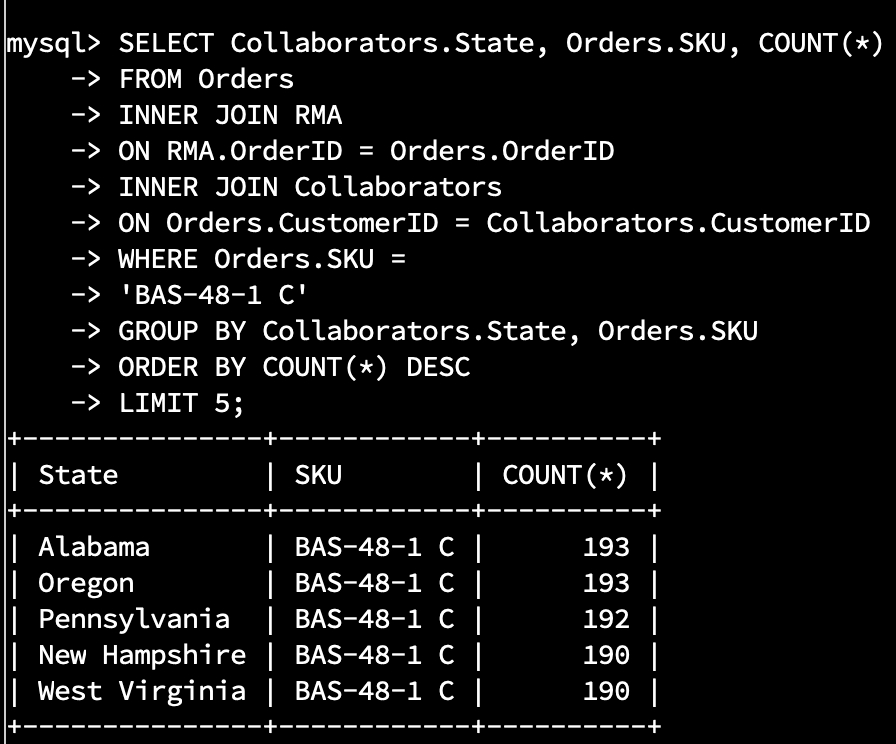 mysql> SELECT Collaborators.State, Orders.SKU, COUNT(*)
    -> FROM Orders
    -> INNER JOIN RMA
    -> ON RMA.OrderID = Orders.OrderID
    -> INNER JOIN Collaborators
    -> ON Orders.CustomerID = Collaborators.CustomerID
    -> WHERE Orders.SKU =
    -> 'BAS-48-1 C'
    -> GROUP BY Collaborators.State, Orders.SKU
    -> ORDER BY COUNT(*) DESC
    -> LIMIT 5;
+---------------+------------+----------+
| State         | SKU        | COUNT(*) |
+---------------+------------+----------+
| Alabama       | BAS-48-1 C |      193 |
| Oregon        | BAS-48-1 C |      193 |
| Pennsylvania  | BAS-48-1 C |      192 |
| New Hampshire | BAS-48-1 C |      190 |
| West Virginia | BAS-48-1 C |      190 |
+---------------+------------+----------+